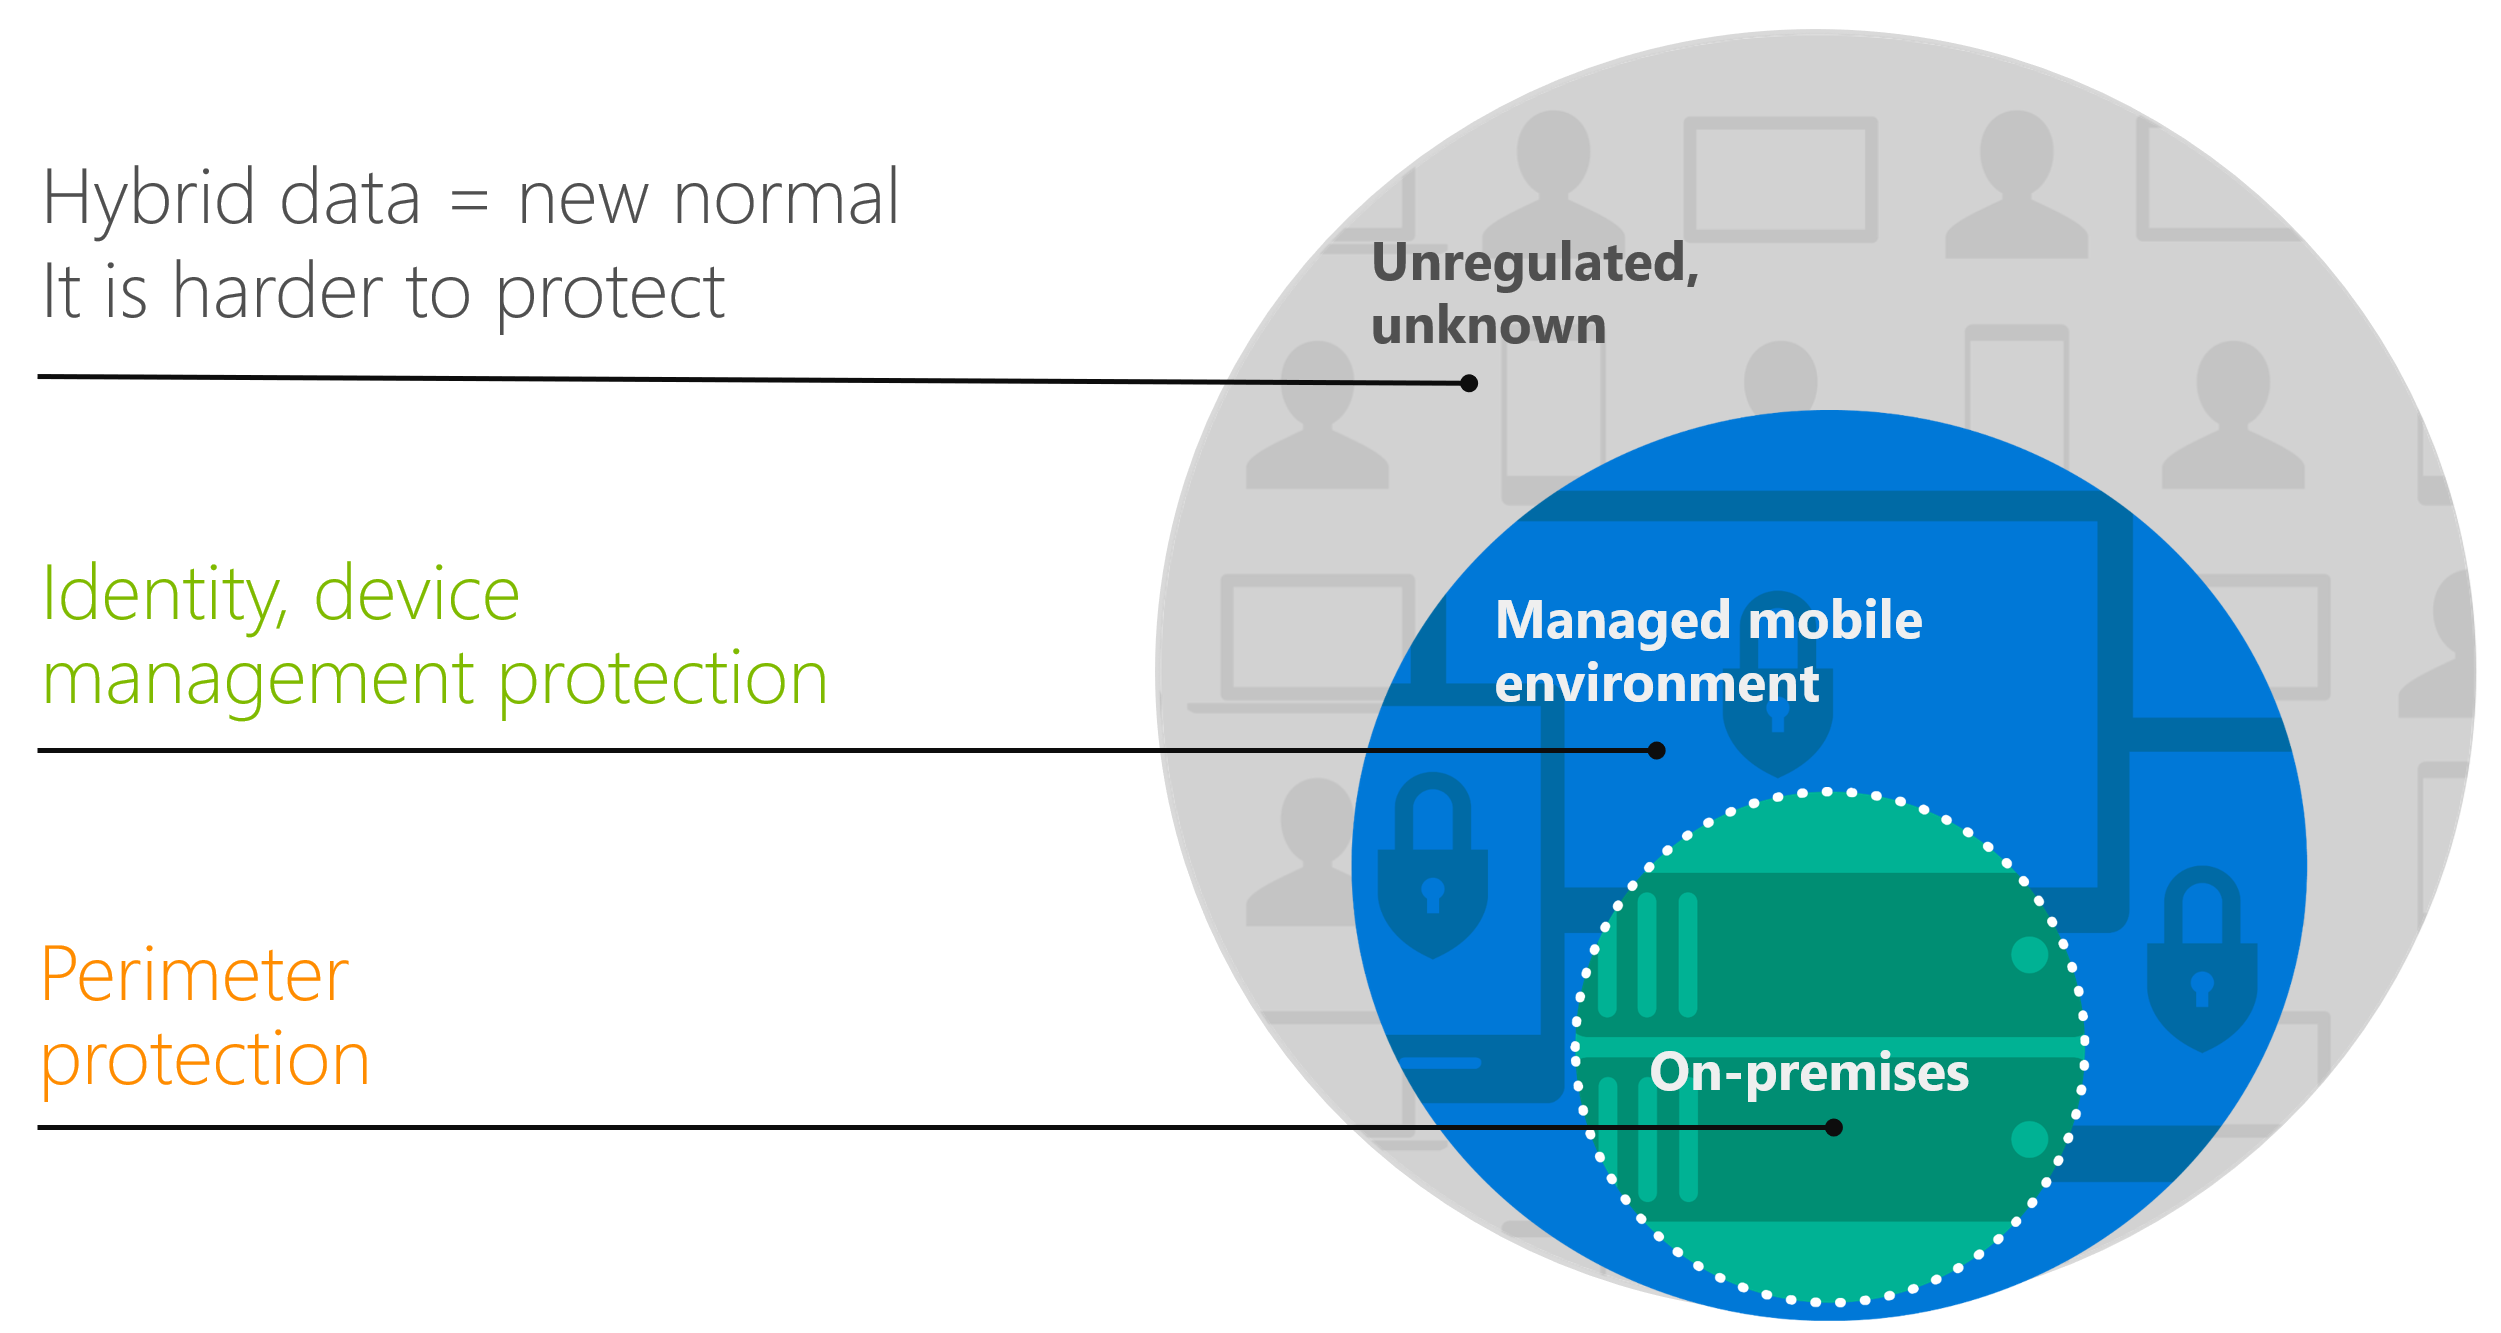 Hybrid data = new normal
It is harder to protect
Unregulated,
unknown
Identity, device
management protection
Managed mobile
environment
Perimeter
protection
On-premises